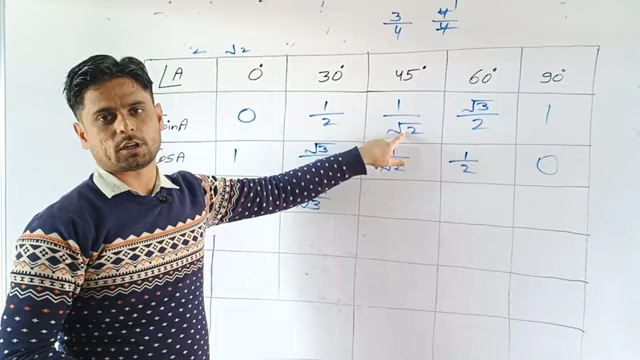 3/4 4/4
2 √2
∠A 0° 30° 45° 60° 90°
sinA 0 1/2 1/√2 √3/2 1
cosA 1 √3 √2 1/2 0
√3